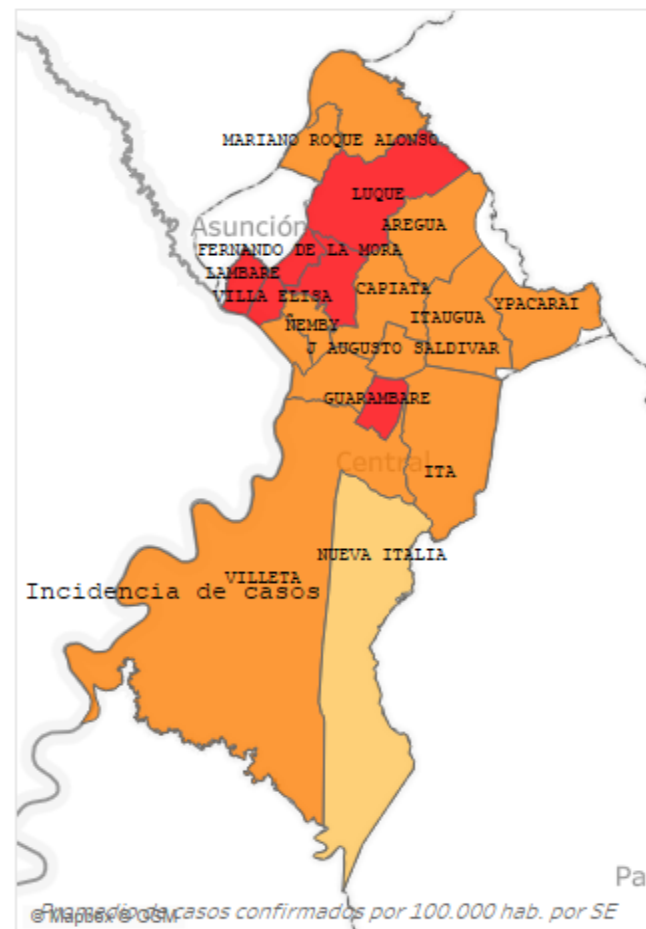 MARIANO ROQUE ALONSO
LUQUE
Asunción
AREGUA
FERNANDO DE LA MORA
LAMBARE
VILLA ELISA
CAPIATA
YPACARAI
ÑEMBY
ITAUGUA
J AUGUSTO SALDIVAR
GUARAMBARE
Central
ITA
NUEVA ITALIA
VILLETA
Incidencia de casos
Pa
Promedio de casos confirmados por 100.000 hab. por SE
© Mapbox © OSM